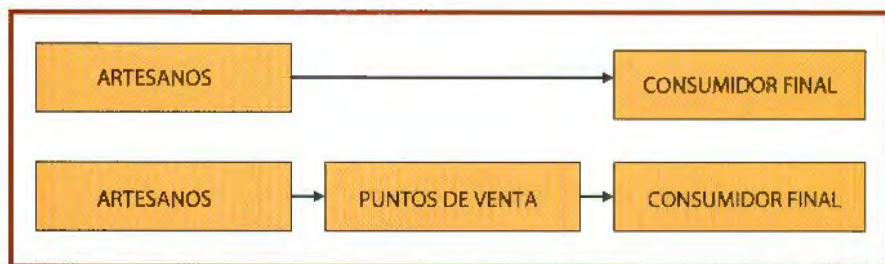 ARTESANOS
CONSUMIDOR FINAL
ARTESANOS
PUNTOS DE VENTA
CONSUMIDOR FINAL